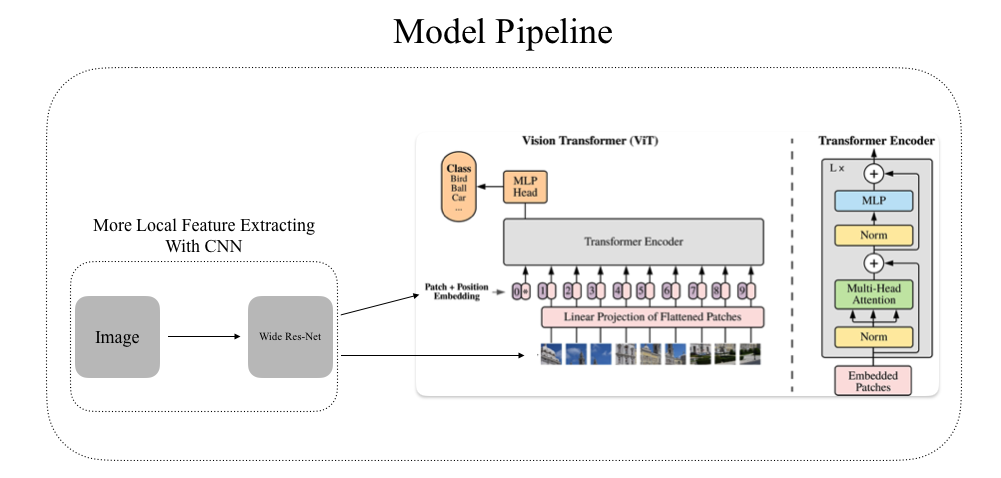 Model Pipeline
More Local Feature Extracting
With CNN
Image
Wide Res-Net
Vision Transformer (ViT)
Class
Bird
Ball
Car
...
MLP
Head
Transformer Encoder
Patch + Position
Embedding
0 * 1 2 3 4 5 6 7 8 9
Linear Projection of Flattened Patches
Transformer Encoder
L x
+
MLP
Norm
+
Multi-Head
Attention
Norm
Embedded
Patches